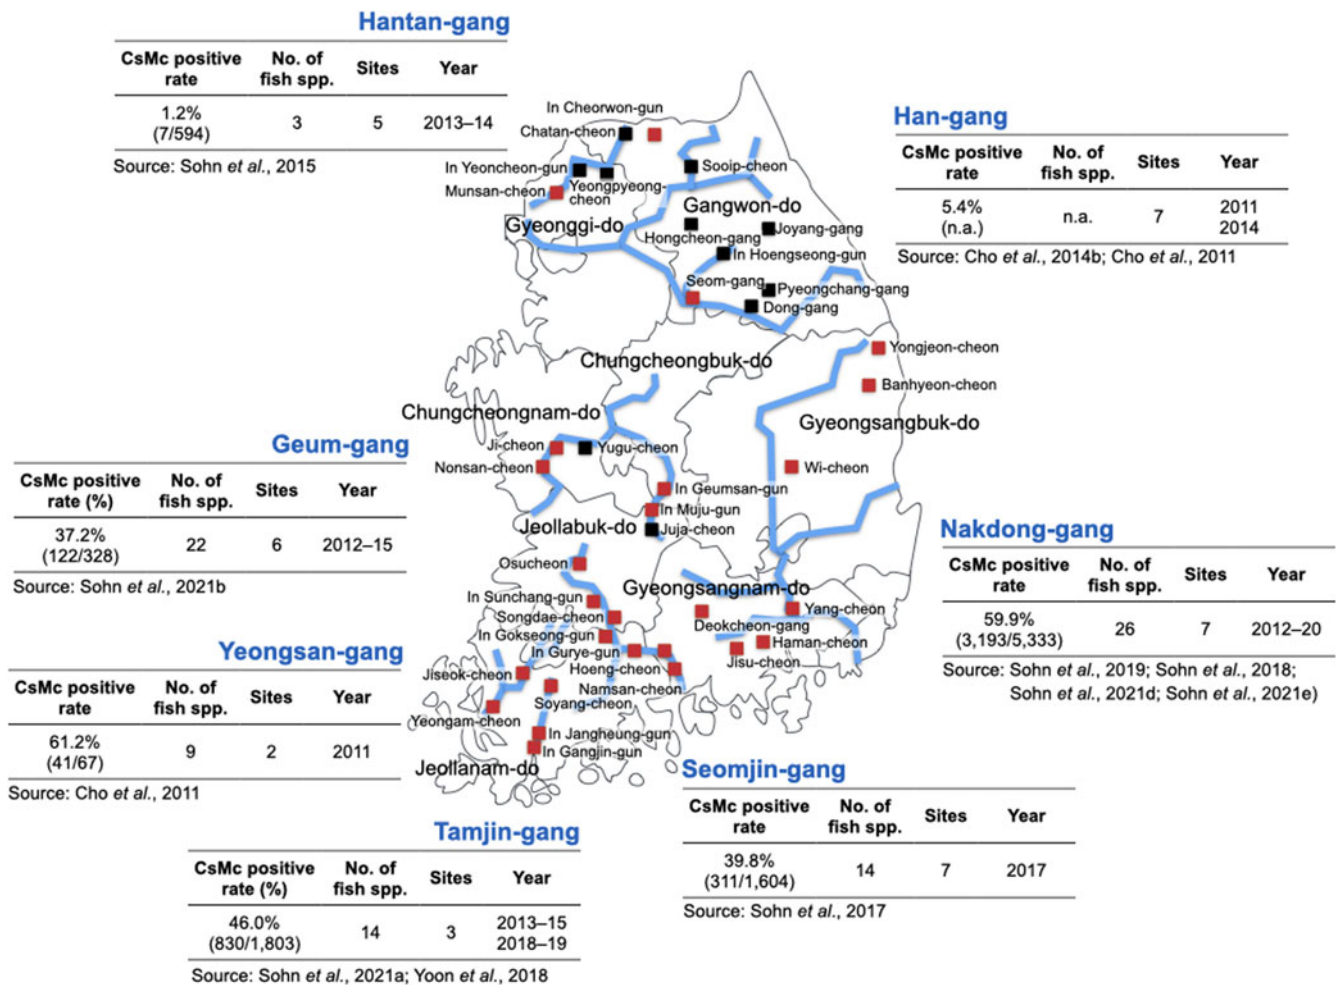 Hantan-gang
CsMc positive rate No. of fish spp. Sites Year
1.2% (7/594) 3 5 2013–14
Source: Sohn et al., 2015
Han-gang
CsMc positive rate No. of fish spp. Sites Year
5.4% (n.a.) n.a. 7 2011 2014
Source: Cho et al., 2014b; Cho et al., 2011
In Cheorwon-gun
Chatan-cheon
In Yeoncheon-gun
Yeongpyeong-
cheon
Munsan-cheon
Sooip-cheon
Gangwon-do
Gyeonggi-do
Hongcheon-gang
Joyang-gang
In Hoengseong-gun
Seom-gang
Pyeongchang-gang
Dong-gang
Chungcheongbuk-do
Yongjeon-cheon
Banhyeon-cheon
Chungcheongnam-do
Gyeongsangbuk-do
Ji-cheon
Yugu-cheon
Nonsan-cheon
Wi-cheon
In Geumsan-gun
In Muju-gun
Jeollabuk-do
Juja-cheon
Geum-gang
CsMc positive rate (%) No. of fish spp. Sites Year
37.2% (122/328) 22 6 2012–15
Source: Sohn et al., 2021b
Nakdong-gang
CsMc positive rate No. of fish spp. Sites Year
59.9% (3,193/5,333) 26 7 2012–20
Source: Sohn et al., 2019; Sohn et al., 2018;
Sohn et al., 2021d; Sohn et al., 2021e)
Osucheon
Gyeongsangnam-do
In Sunchang-gun
Songdae-cheon
Yang-cheon
Deokcheon-gang
In Gokseong-gun
Haman-cheon
In Gurye-gun
Jisu-cheon
Hoeng-cheon
Jiseok-cheon
Namsan-cheon
Soyang-cheon
Yeongam-cheon
In Jangheung-gun
In Gangjin-gun
Jeollanam-do
Yeongsan-gang
CsMc positive rate No. of fish spp. Sites Year
61.2% (41/67) 9 2 2011
Source: Cho et al., 2011
Seomjin-gang
CsMc positive rate No. of fish spp. Sites Year
39.8% (311/1,604) 14 7 2017
Source: Sohn et al., 2017
Tamjin-gang
CsMc positive rate (%) No. of fish spp. Sites Year
46.0% (830/1,803) 14 3 2013–15 2018–19
Source: Sohn et al., 2021a; Yoon et al., 2018